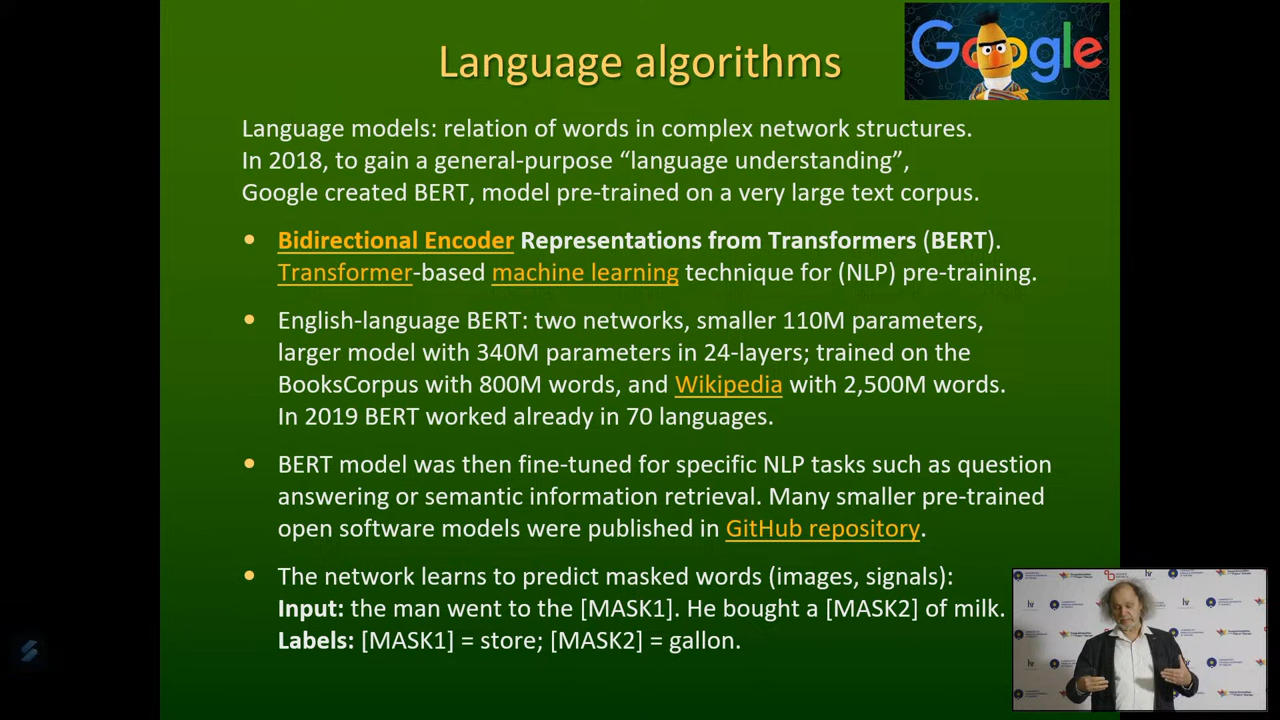 Language algorithms
Google
Language models: relation of words in complex network structures.
In 2018, to gain a general-purpose “language understanding”,
Google created BERT, model pre-trained on a very large text corpus.
• Bidirectional Encoder Representations from Transformers (BERT).
Transformer-based machine learning technique for (NLP) pre-training.
• English-language BERT: two networks, smaller 110M parameters,
larger model with 340M parameters in 24-layers; trained on the
BooksCorpus with 800M words, and Wikipedia with 2,500M words.
In 2019 BERT worked already in 70 languages.
• BERT model was then fine-tuned for specific NLP tasks such as question
answering or semantic information retrieval. Many smaller pre-trained
open software models were published in GitHub repository.
• The network learns to predict masked words (images, signals):
Input: the man went to the [MASK1]. He bought a [MASK2] of milk.
Labels: [MASK1] = store; [MASK2] = gallon.